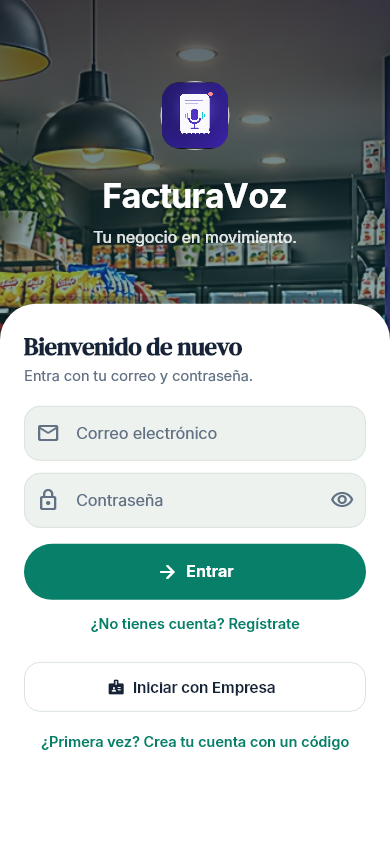 FacturaVoz
Tu negocio en movimiento.
Bienvenido de nuevo
Entra con tu correo y contraseña.
Correo electrónico
Contraseña
Entrar
¿No tienes cuenta? Regístrate
Iniciar con Empresa
¿Primera vez? Crea tu cuenta con un código